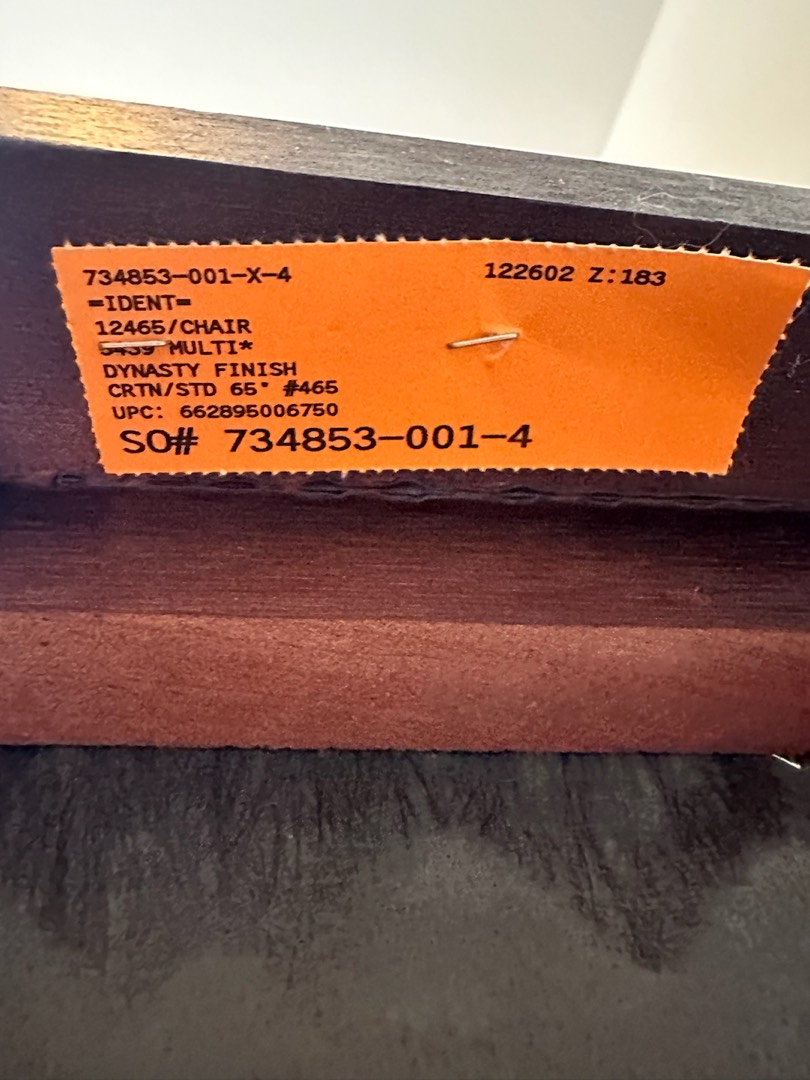 734853-001-X-4 122602 Z:183
=IDENT=
12465/CHAIR
5439 MULTI*
DYNASTY FINISH
CRTN/STD 65" #465
UPC: 662895006750
SO# 734853-001-4